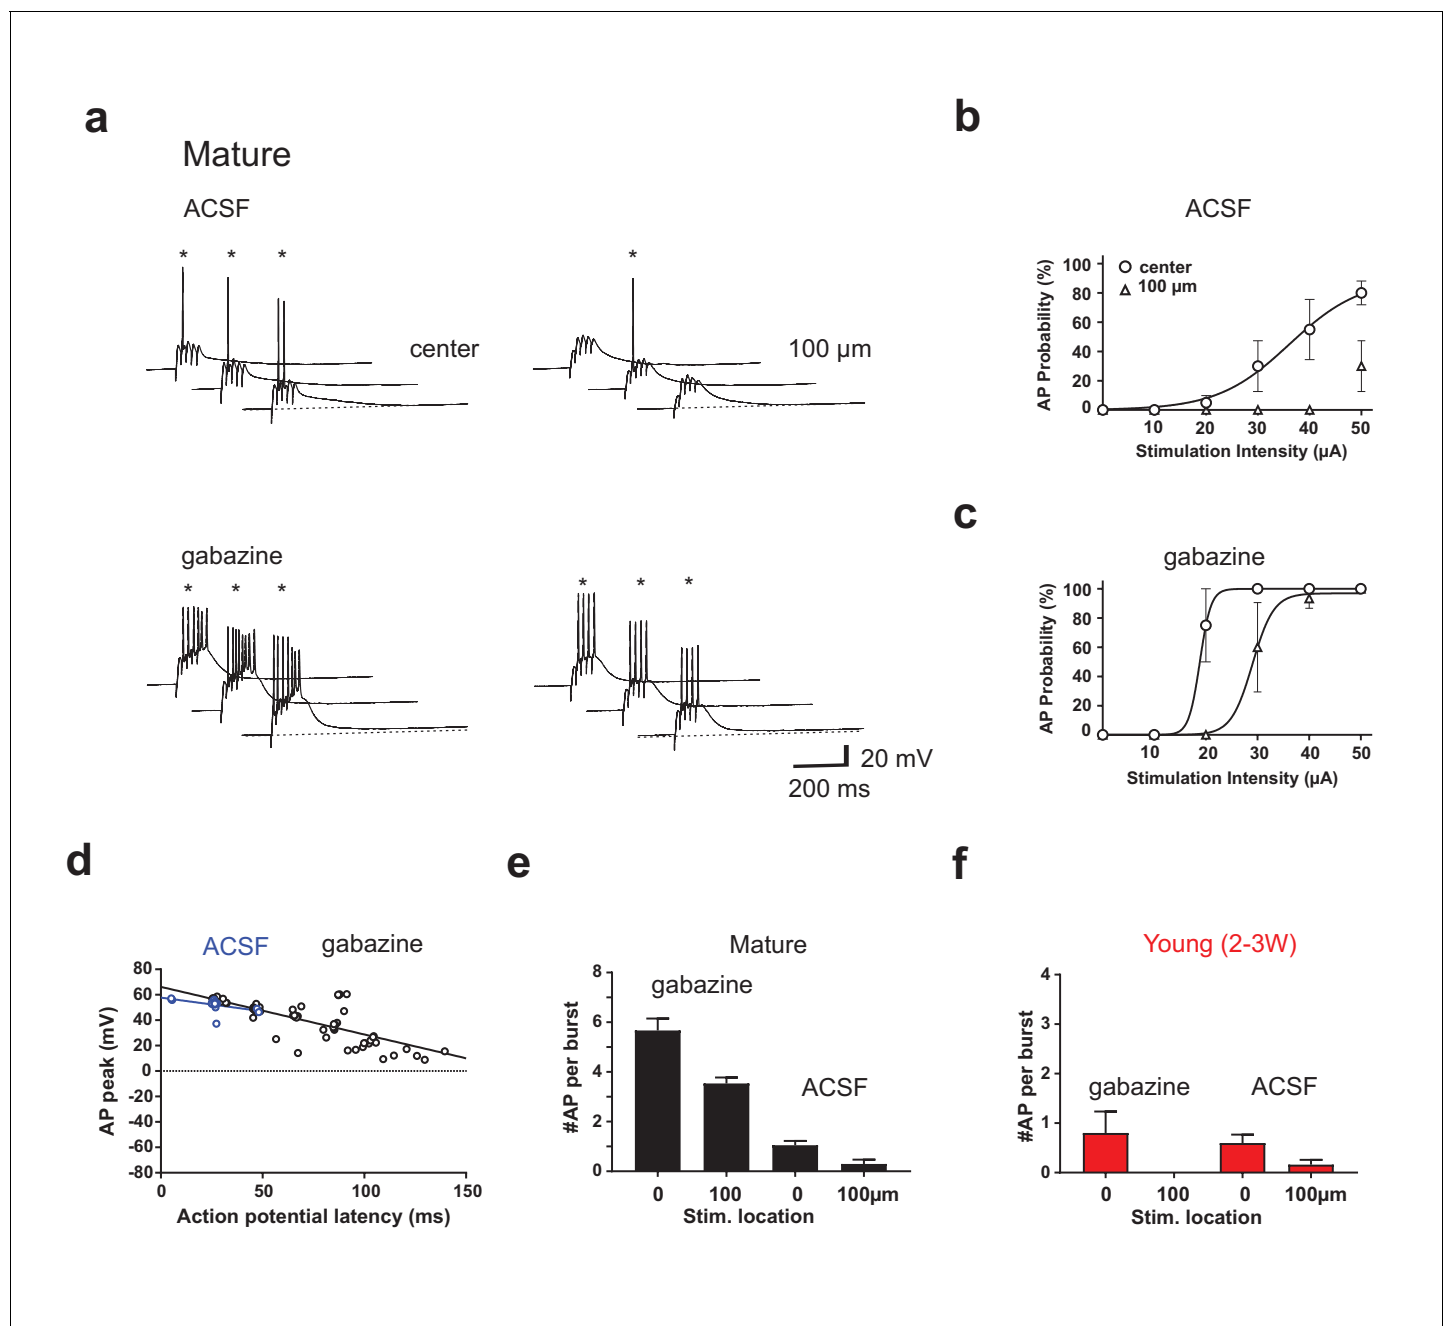 a
Mature
ACSF
* * *
*
center
100 µm
gabazine
* * *
* * *
20 mV
200 ms
b
ACSF
AP Probability (%)
100
80
60
40
20
0
center
100 µm
10 20 30 40 50
Stimulation Intensity (µA)
c
gabazine
AP Probability (%)
100
80
60
40
20
0
10 20 30 40 50
Stimulation Intensity (µA)
d
ACSF
gabazine
AP peak (mV)
80
60
40
20
0
-20
-40
-60
-80
0 50 100 150
Action potential latency (ms)
e
Mature
gabazine
ACSF
#AP per burst
8
6
4
2
0
0 100 0 100µm
Stim. location
f
Young (2-3W)
gabazine
ACSF
#AP per burst
4
3
2
1
0
0 100 0 100µm
Stim. location